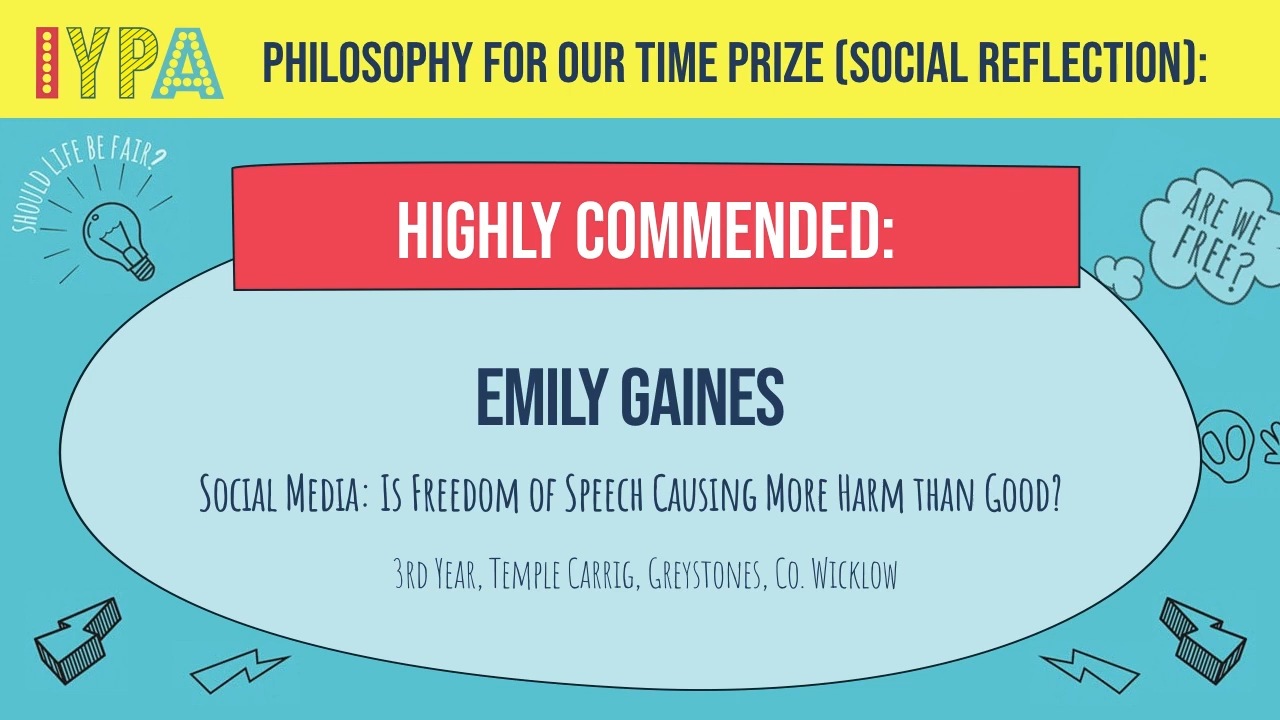 IYPA
PHILOSOPHY FOR OUR TIME PRIZE (SOCIAL REFLECTION):
SHOULD LIFE BE FAIR?
HIGHLY COMMENDED:
ARE WE
FREE?
EMILY GAINES
Social Media: Is Freedom of Speech Causing More Harm than Good?
3rd Year, Temple Carrig, Greystones, Co. Wicklow